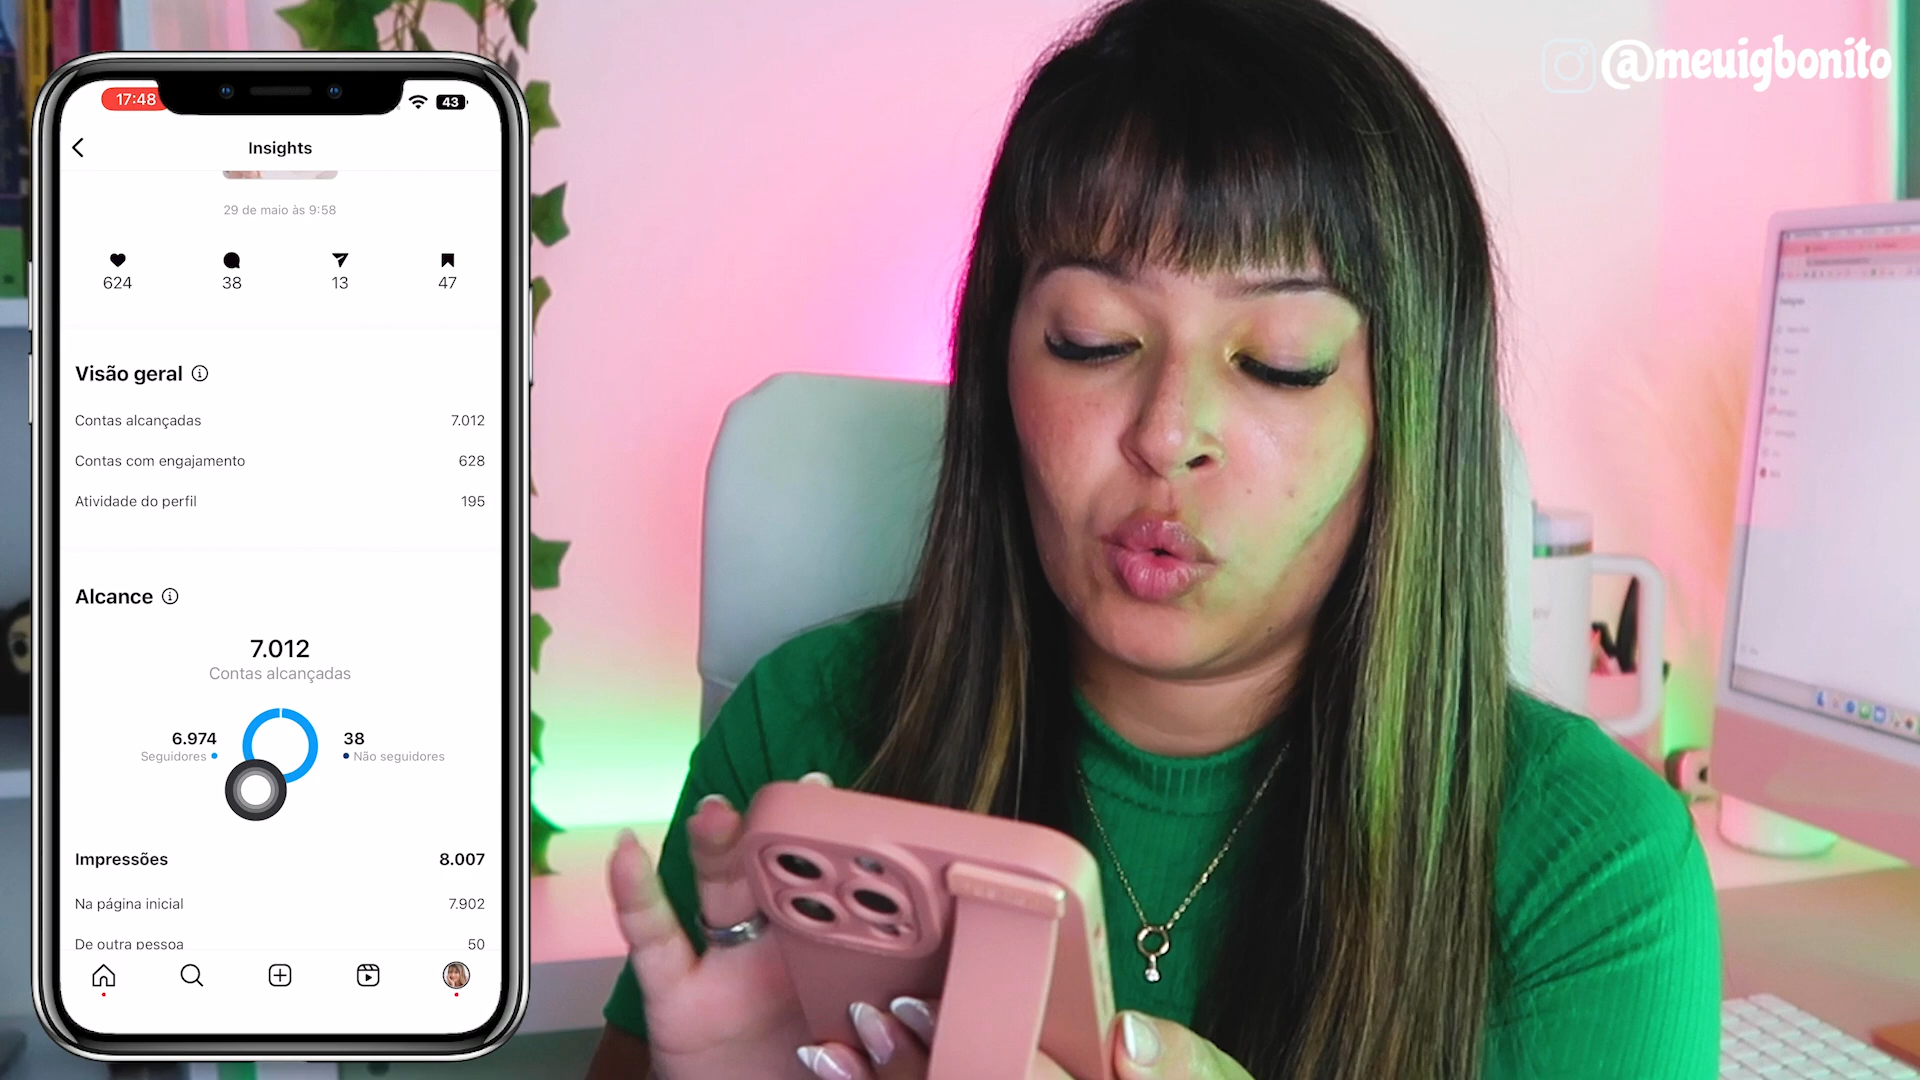 @meuigbonito
17:48
43
Insights
29 de maio às 9:58
624
38
13
47
Visão geral
Contas alcançadas 7.012
Contas com engajamento 628
Atividade do perfil 195
Alcance
7.012
Contas alcançadas
6.974
Seguidores
38
Não seguidores
Impressões 8.007
Na página inicial 7.902
De outra pessoa 50